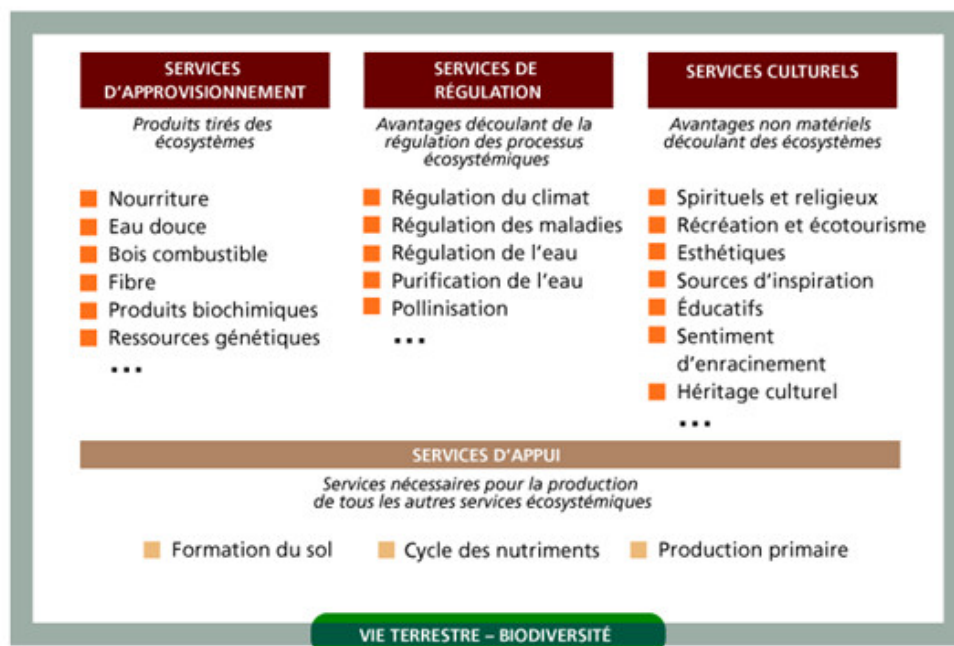 SERVICES
D'APPROVISIONNEMENT
Produits tirés des
écosystèmes
Nourriture
Eau douce
Bois combustible
Fibre
Produits biochimiques
Ressources génétiques
...
SERVICES DE
RÉGULATION
Avantages découlant de la
régulation des processus
écosystémiques
Régulation du climat
Régulation des maladies
Régulation de l'eau
Purification de l'eau
Pollinisation
...
SERVICES CULTURELS
Avantages non matériels
découlant des écosystèmes
Spirituels et religieux
Récréation et écotourisme
Esthétiques
Sources d'inspiration
Éducatifs
Sentiment
d'enracinement
Héritage culturel
...
SERVICES D'APPUI
Services nécessaires pour la production
de tous les autres services écosystémiques
Formation du sol
Cycle des nutriments
Production primaire
VIE TERRESTRE – BIODIVERSITÉ